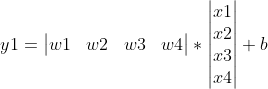 y1 = |w1 w2 w3 w4| * |x1 x2 x3 x4| + b